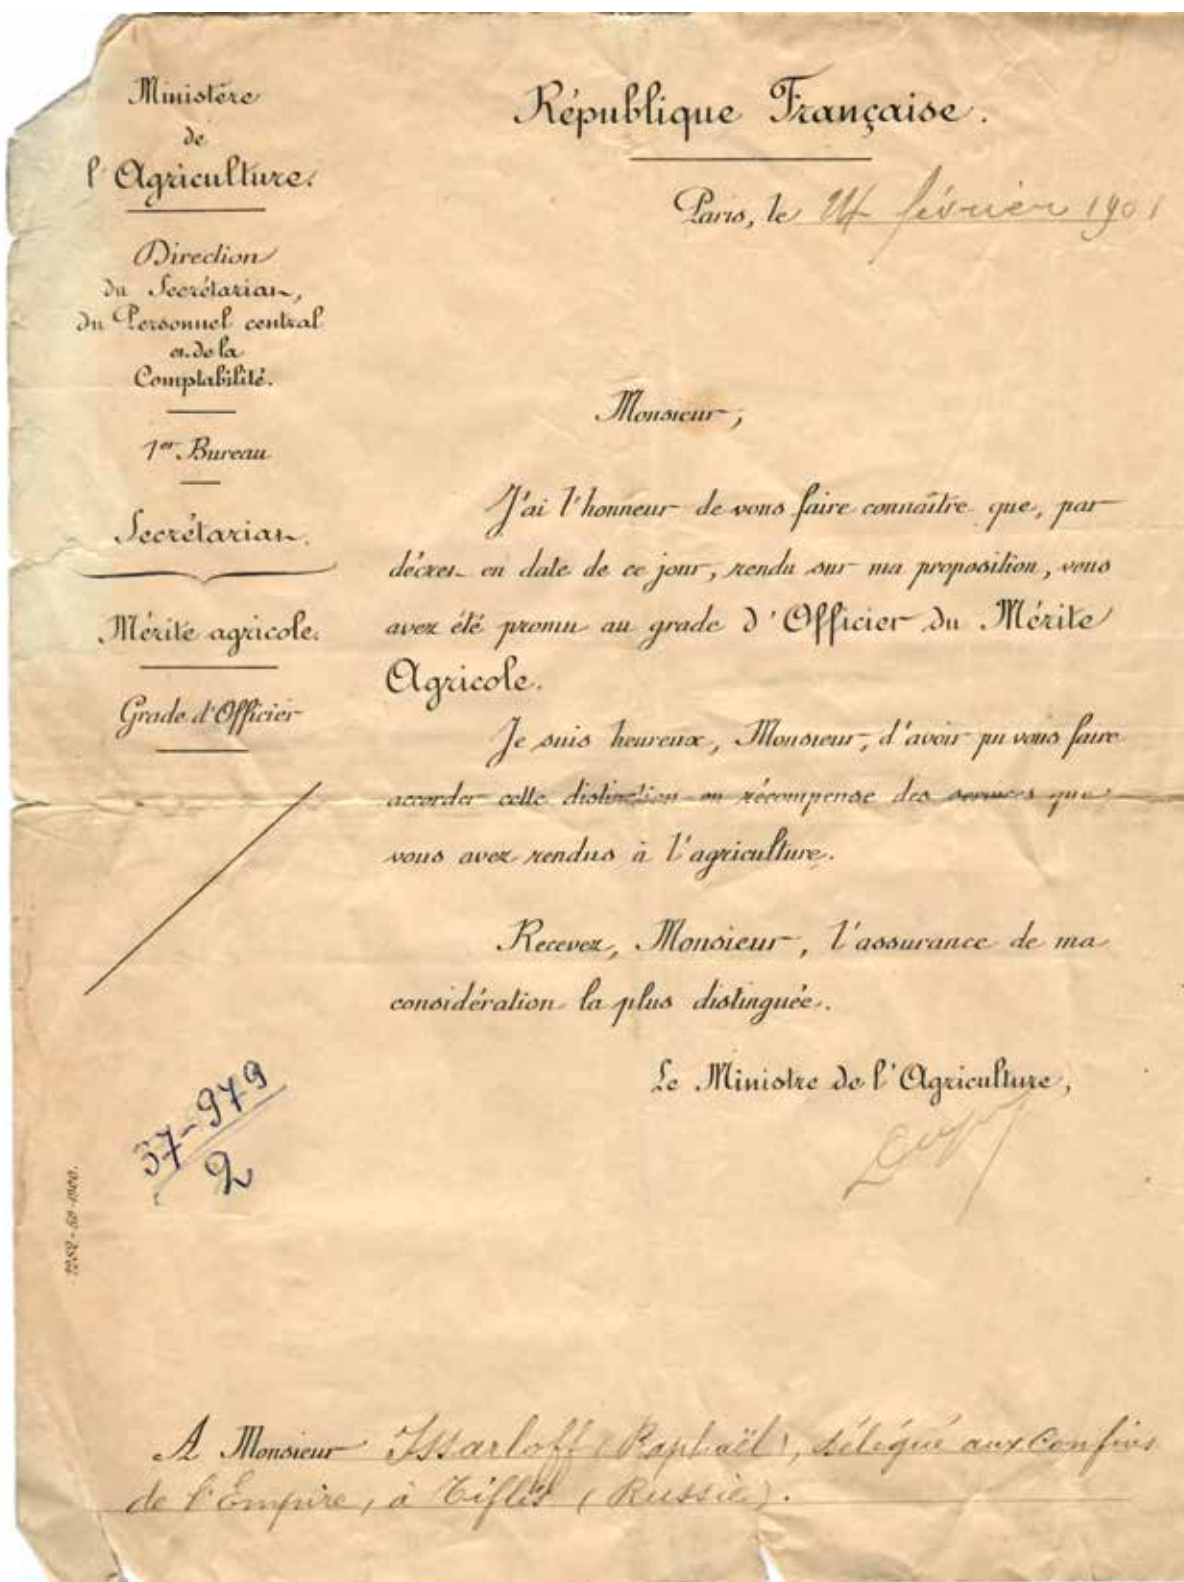 Ministère
de
l'Agriculture.
Direction
du Secrétariat,
du Personnel central
et de la
Comptabilité.
1er Bureau
Secrétariat.
Mérite agricole.
Grade d'Officier
République Française.
Paris, le février 1901
Monsieur,
J'ai l'honneur de vous faire connaître que, par
décret en date de ce jour, rendu sur ma proposition, vous
avez été promu au grade d'Officier du Mérite
Agricole.
Je suis heureux, Monsieur, d'avoir pu vous faire
accorder cette distinction en récompense des services que
vous avez rendus à l'agriculture.
Recevez, Monsieur, l'assurance de ma
considération la plus distinguée.
Le Ministre de l'Agriculture,
37-979
2
A Monsieur Issarloff (Raphaël), délégué aux Confins
de l'Empire, à Tiflis (Russie).